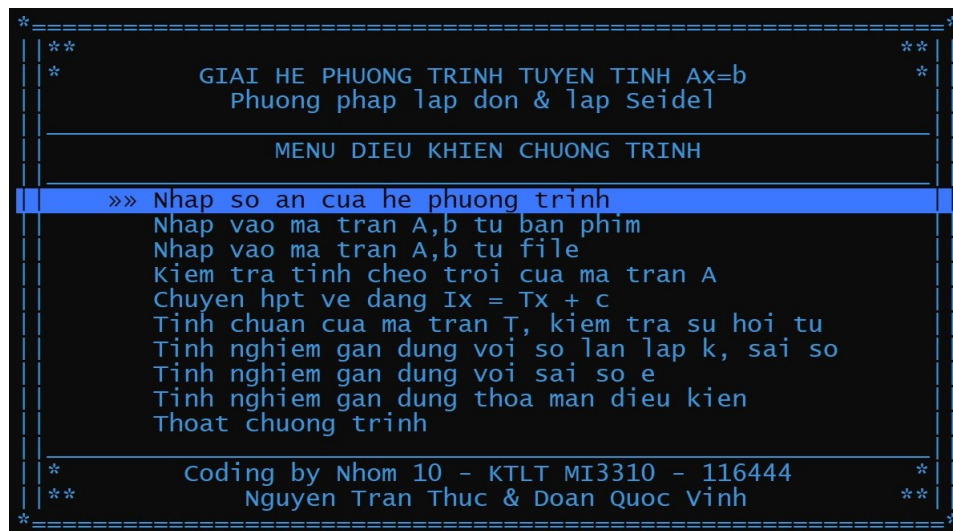 GIAI HE PHUONG TRINH TUYEN TINH Ax=b
Phuong phap lap don & lap Seidel
MENU DIEU KHIEN CHUONG TRINH
»» Nhap so an cua he phuong trinh
Nhap vao ma tran A,b tu ban phim
Nhap vao ma tran A,b tu file
Kiem tra tinh cheo troi cua ma tran A
Chuyen hpt ve dang Ix = Tx + c
Tinh chuan cua ma tran T, kiem tra su hoi tu
Tinh nghiem gan dung voi so lan lap k, sai so
Tinh nghiem gan dung voi sai so e
Tinh nghiem gan dung thoa man dieu kien
Thoat chuong trinh
Coding by Nhom 10 - KTLT MI3310 - 116444
Nguyen Tran Thuc & Doan Quoc Vinh